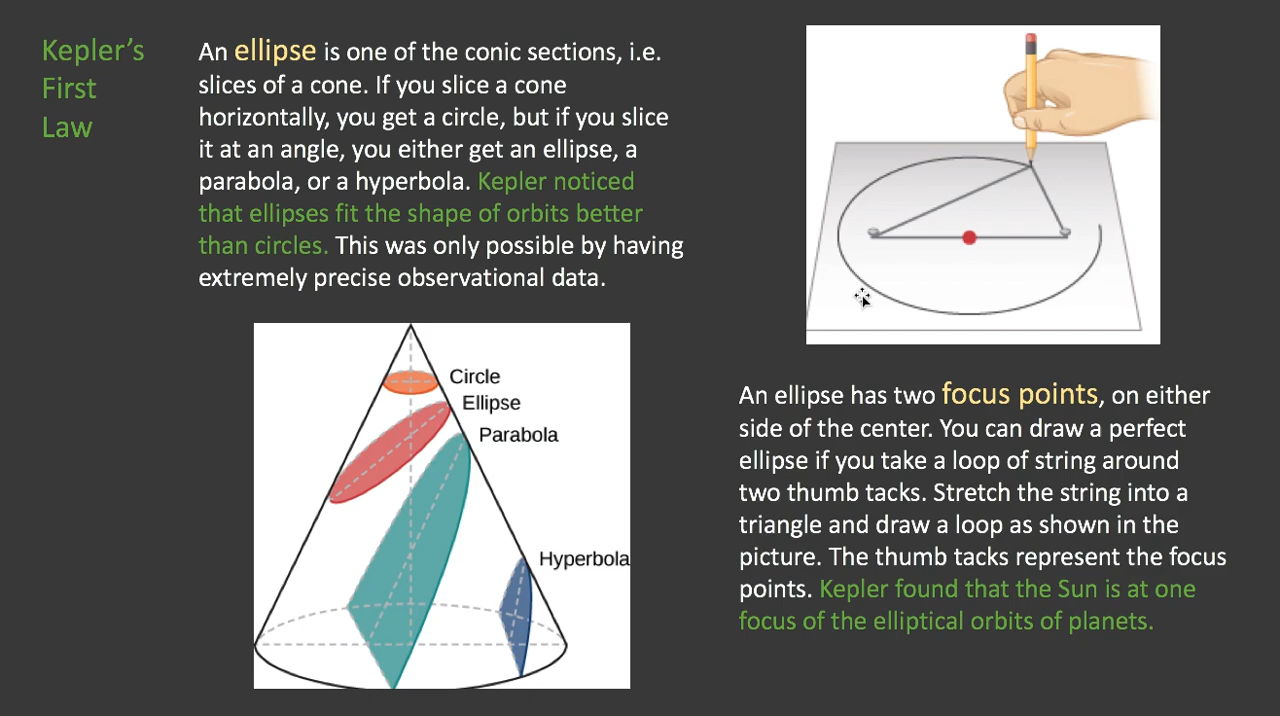 Kepler’s
First
Law
An ellipse is one of the conic sections, i.e.
slices of a cone. If you slice a cone
horizontally, you get a circle, but if you slice
it at an angle, you either get an ellipse, a
parabola, or a hyperbola. Kepler noticed
that ellipses fit the shape of orbits better
than circles. This was only possible by having
extremely precise observational data.
Circle
Ellipse
Parabola
Hyperbola
An ellipse has two focus points, on either
side of the center. You can draw a perfect
ellipse if you take a loop of string around
two thumb tacks. Stretch the string into a
triangle and draw a loop as shown in the
picture. The thumb tacks represent the focus
points. Kepler found that the Sun is at one
focus of the elliptical orbits of planets.